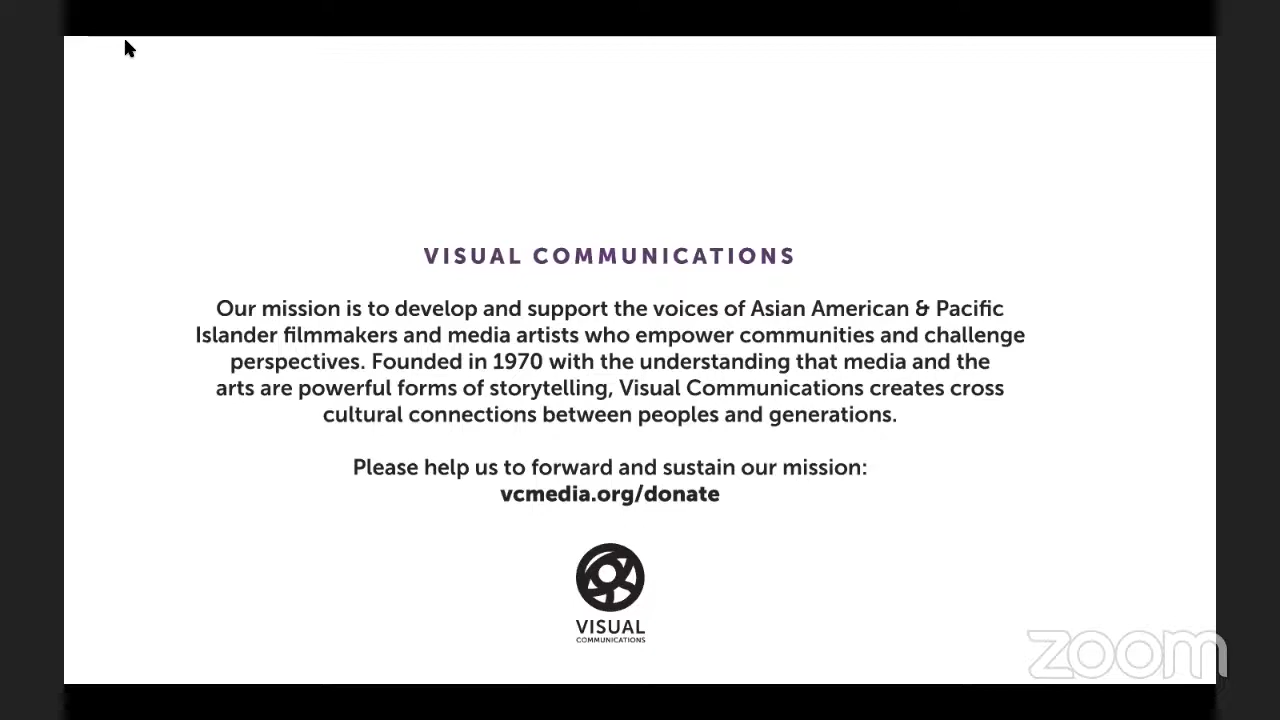 VISUAL COMMUNICATIONS
Our mission is to develop and support the voices of Asian American & Pacific
Islander filmmakers and media artists who empower communities and challenge
perspectives. Founded in 1970 with the understanding that media and the
arts are powerful forms of storytelling, Visual Communications creates cross
cultural connections between peoples and generations.
Please help us to forward and sustain our mission:
vcmedia.org/donate
VISUAL
COMMUNICATIONS
zoom